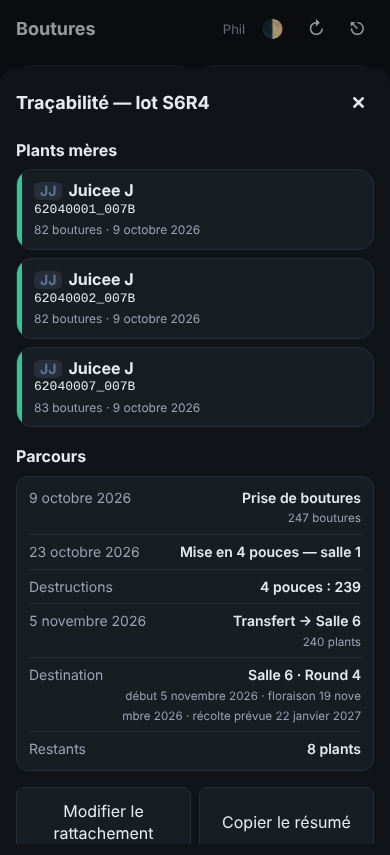 Boutures
Phil
Traçabilité — lot S6R4
Plants mères
JJ Juicee J
62040001_007B
82 boutures · 9 octobre 2026
JJ Juicee J
62040002_007B
82 boutures · 9 octobre 2026
JJ Juicee J
62040007_007B
83 boutures · 9 octobre 2026
Parcours
9 octobre 2026 Prise de boutures
247 boutures
23 octobre 2026 Mise en 4 pouces — salle 1
Destructions 4 pouces : 239
5 novembre 2026 Transfert → Salle 6
240 plants
Destination Salle 6 · Round 4
début 5 novembre 2026 · floraison 19 nove
mbre 2026 · récolte prévue 22 janvier 2027
Restants 8 plants
Modifier le
rattachement
Copier le résumé